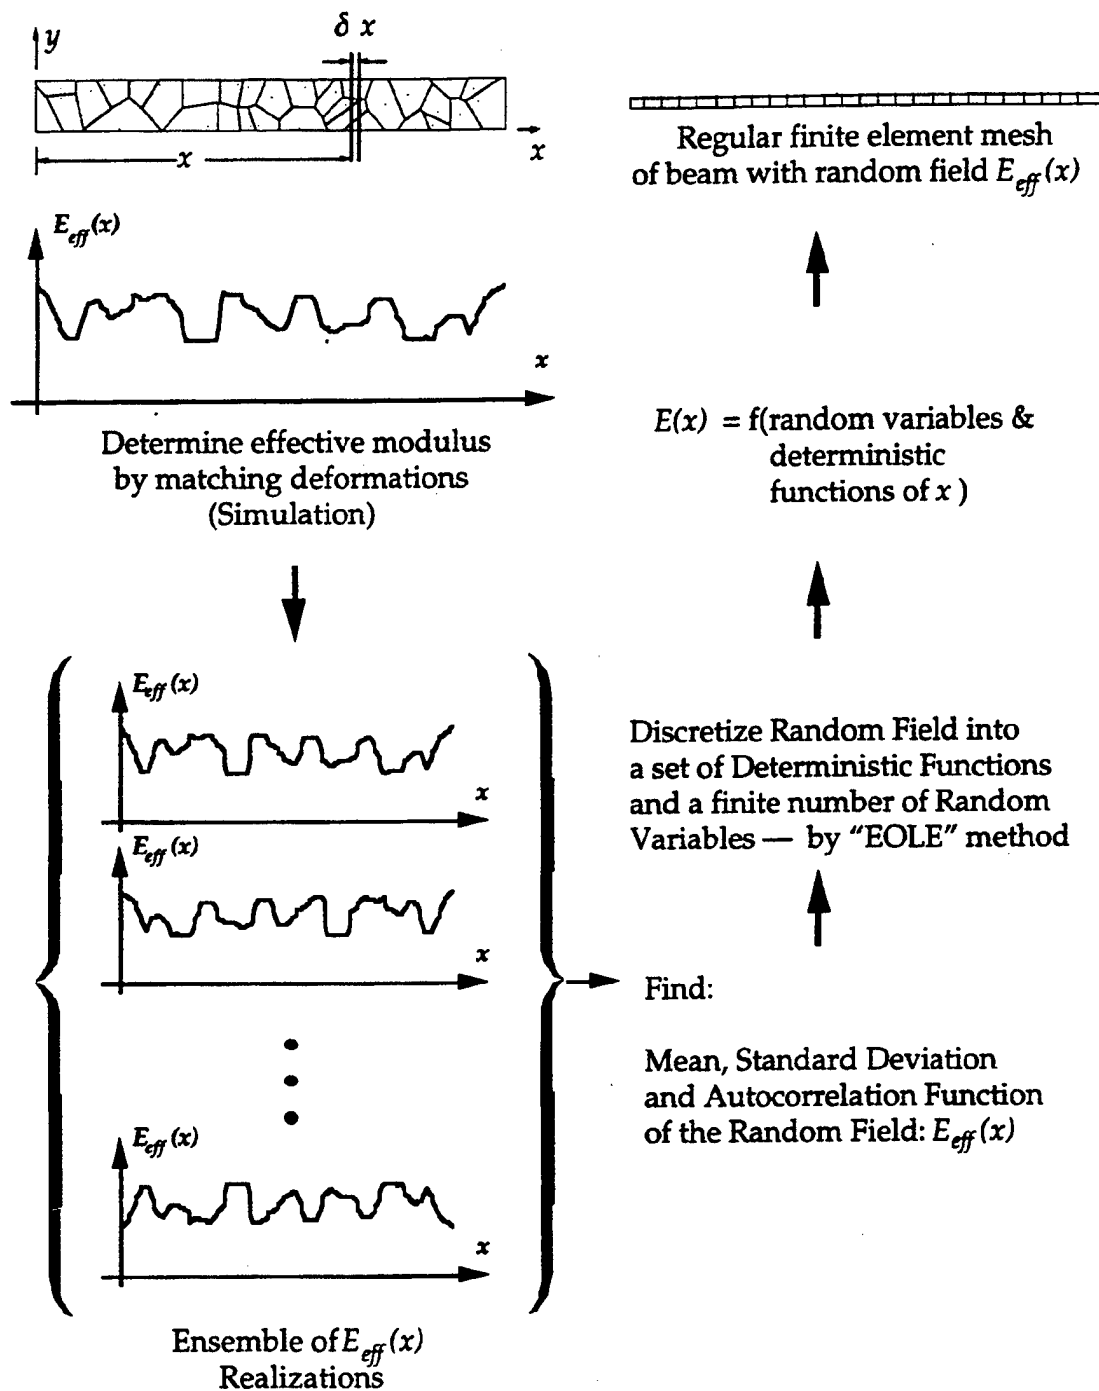 y
δ x
x
x
E_eff(x)
x
Determine effective modulus
by matching deformations
(Simulation)
E_eff(x)
x
E_eff(x)
x
E_eff(x)
x
Ensemble of E_eff(x)
Realizations
Find:
Mean, Standard Deviation
and Autocorrelation Function
of the Random Field: E_eff(x)
Discretize Random Field into
a set of Deterministic Functions
and a finite number of Random
Variables — by "EOLE" method
E(x) = f(random variables &
deterministic
functions of x )
Regular finite element mesh
of beam with random field E_eff(x)